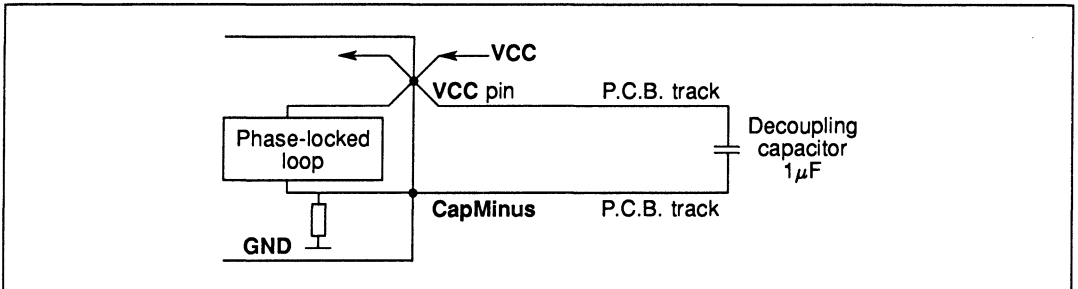 VCC
VCC pin
P.C.B. track
Phase-locked
loop
Decoupling
capacitor
1µF
CapMinus
P.C.B. track
GND